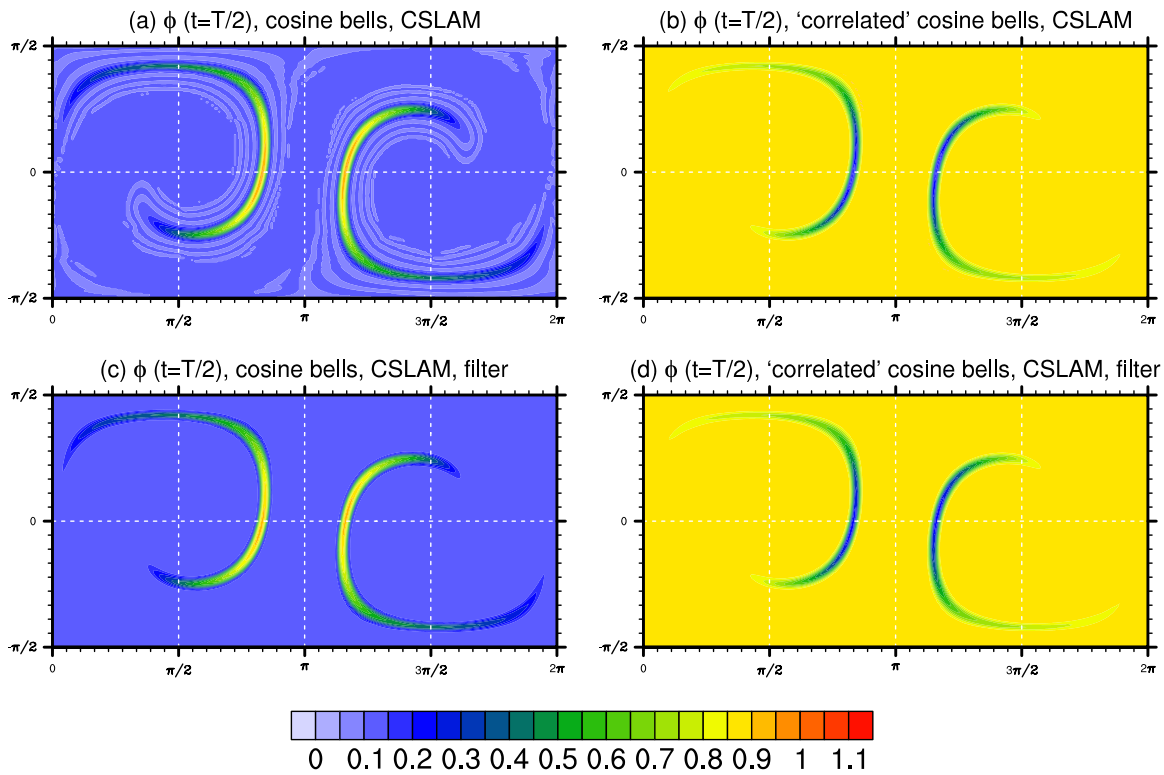 (a) ϕ (t=T/2), cosine bells, CSLAM
(b) ϕ (t=T/2), ‘correlated’ cosine bells, CSLAM
π/2
0
-π/2
0 π/2 π 3π/2 2π
π/2
0
-π/2
0 π/2 π 3π/2 2π
(c) ϕ (t=T/2), cosine bells, CSLAM, filter
(d) ϕ (t=T/2), ‘correlated’ cosine bells, CSLAM, filter
π/2
0
-π/2
0 π/2 π 3π/2 2π
π/2
0
-π/2
0 π/2 π 3π/2 2π
0 0.1 0.2 0.3 0.4 0.5 0.6 0.7 0.8 0.9 1 1.1